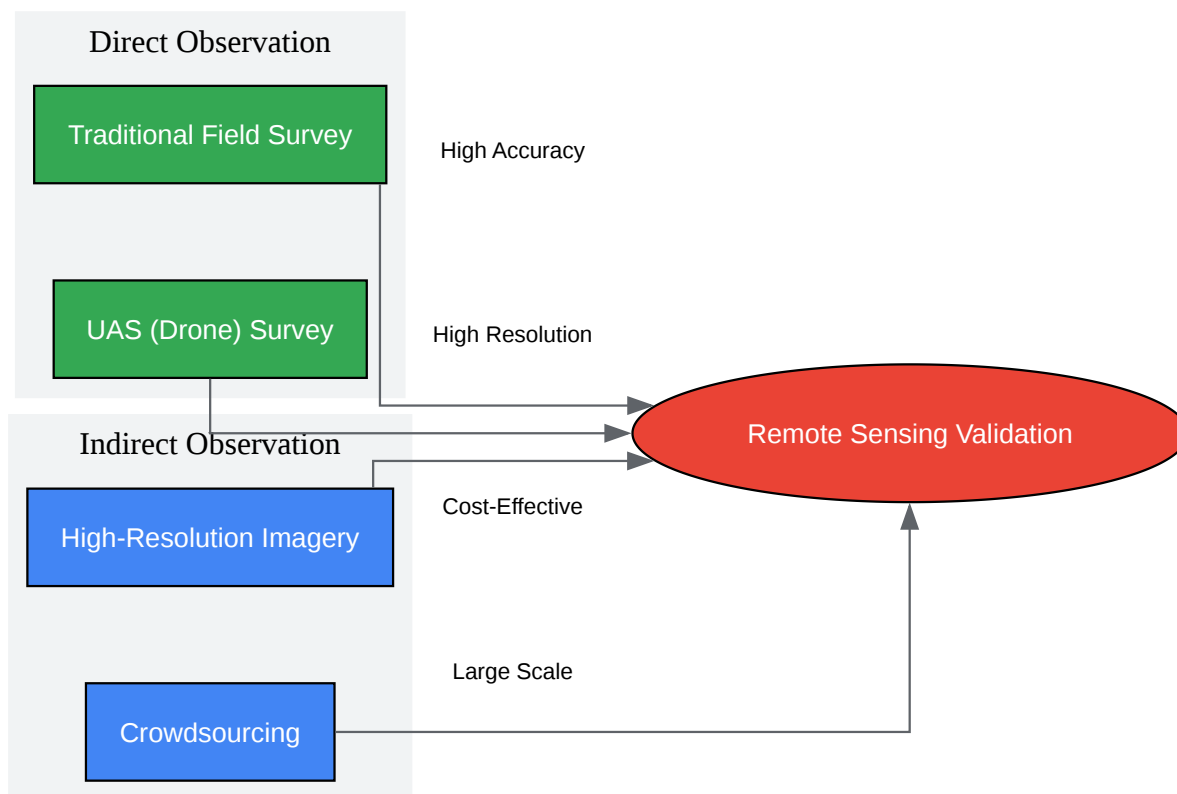 Direct Observation
Traditional Field Survey
High Accuracy
UAS (Drone) Survey
High Resolution
Remote Sensing Validation
Indirect Observation
High-Resolution Imagery
Cost-Effective
Large Scale
Crowdsourcing